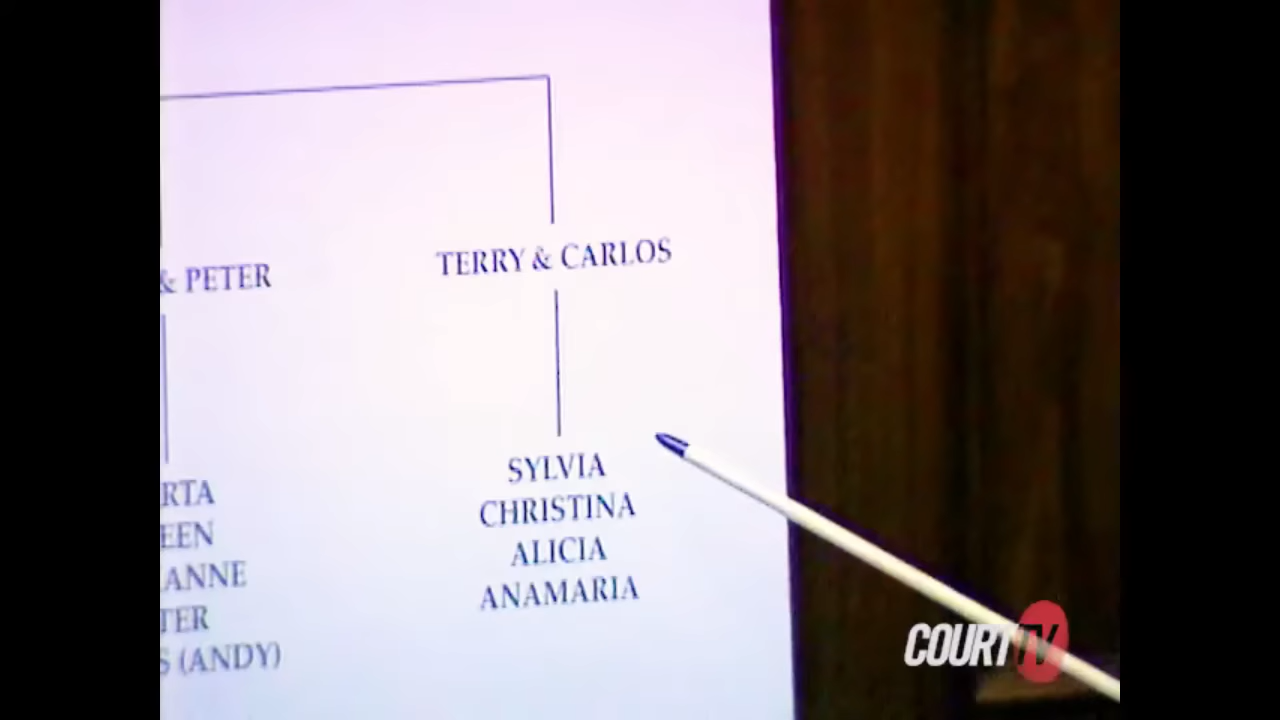 & PETER
TERRY & CARLOS
RTA
EEN
ANNE
TER
S (ANDY)
SYLVIA
CHRISTINA
ALICIA
ANAMARIA
COURT TV